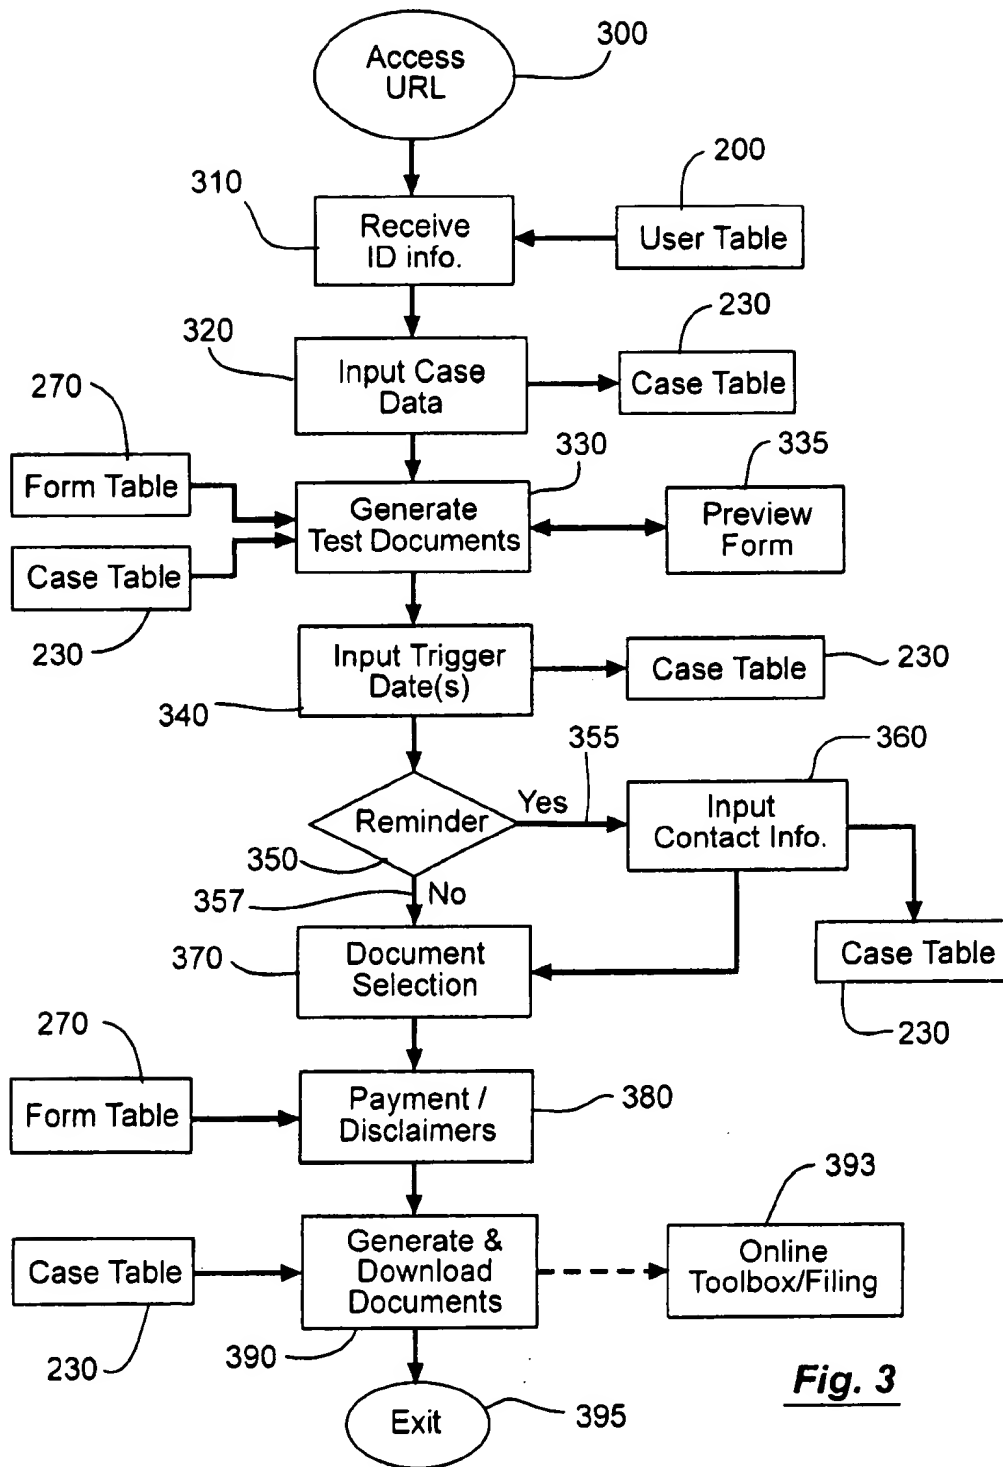 Access
URL
300
200
310
Receive
ID info.
User Table
230
320
Input Case
Data
Case Table
270
330
335
Form Table
Generate
Test Documents
Preview
Form
Case Table
230
Input Trigger
Date(s)
Case Table
230
340
355
360
Reminder
Yes
Input
Contact Info.
350
357
No
370
Document
Selection
Case Table
230
270
Form Table
Payment /
Disclaimers
380
393
Case Table
Generate &
Download
Documents
Online
Toolbox/Filing
230
390
Exit
395
Fig. 3